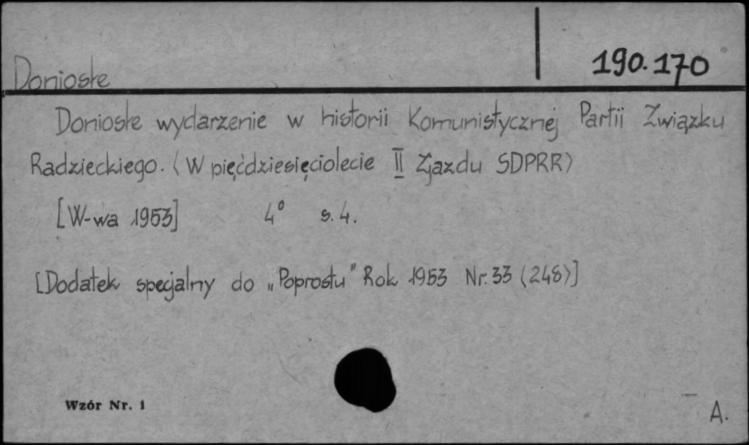 190.170
Doniosłe
Doniosłe wydarzenie w historii Komunistycznej Partii Związku
Radzieckiego. (W pięćdziesięciolecie II Zjazdu SDPRR)
[W-wa 1953] 4° s. 4.
[Dodatek specjalny do „Poprostu" Rok 1953 Nr. 33 (248)]
Wzór Nr. 1
A.